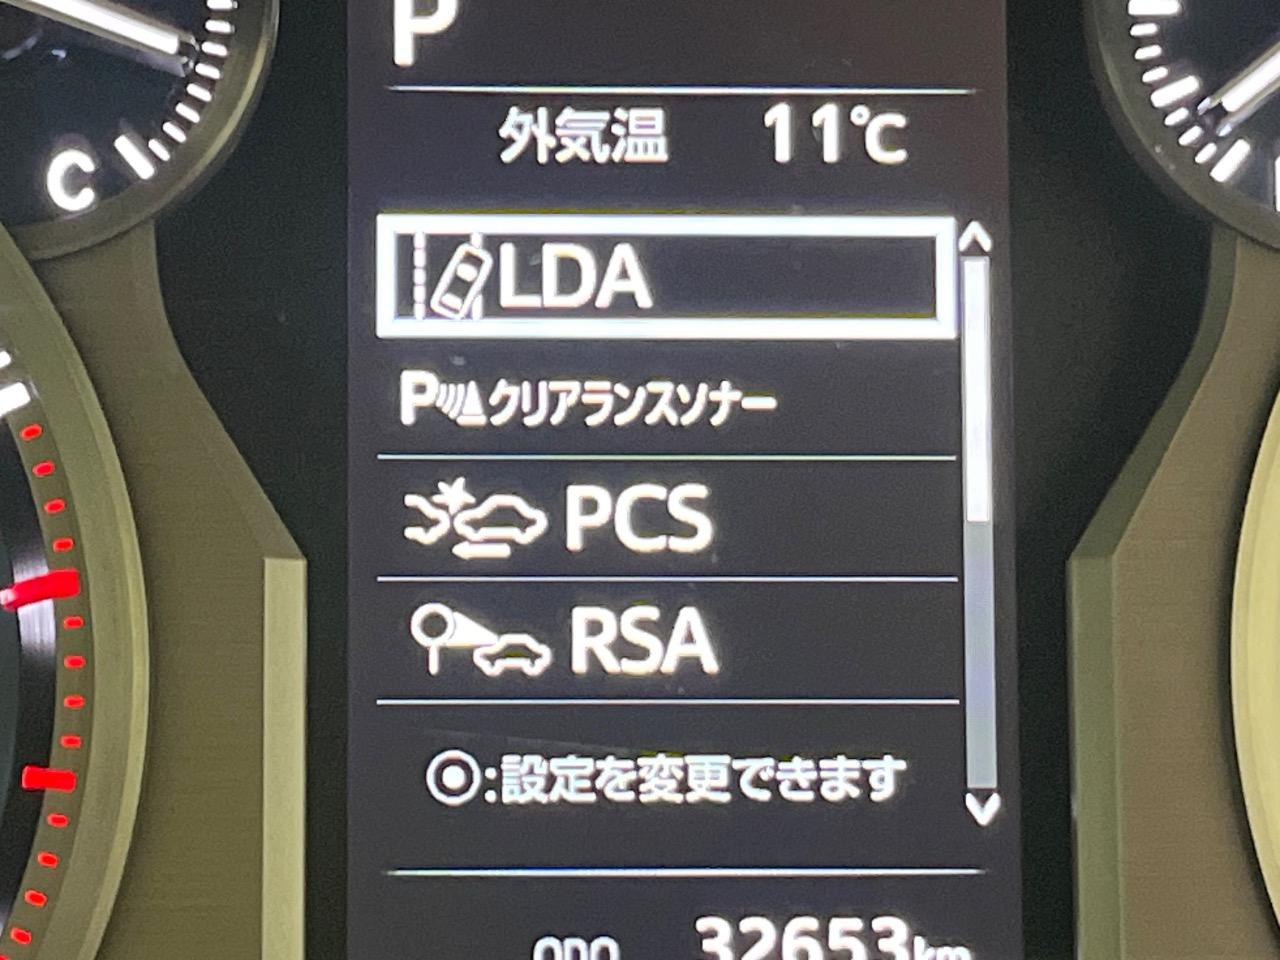 P
外気温 11℃
C
LDA
Pクリアランスソナー
PCS
RSA
⦿:設定を変更できます
ODO 32653km